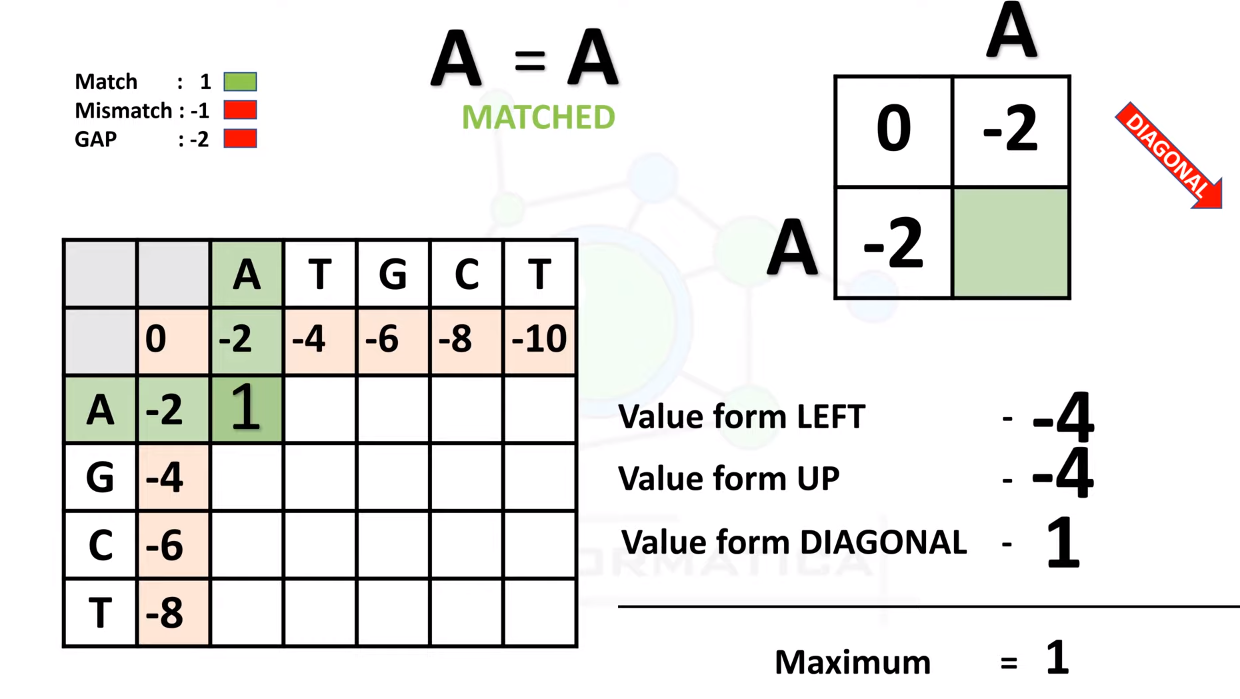 A = A
MATCHED
Match : 1
Mismatch : -1
GAP : -2
A
0 -2
A -2
DIAGONAL
A T G C T
0 -2 -4 -6 -8 -10
A -2 1
G -4
C -6
T -8
Value form LEFT - -4
Value form UP - -4
Value form DIAGONAL - 1
Maximum = 1